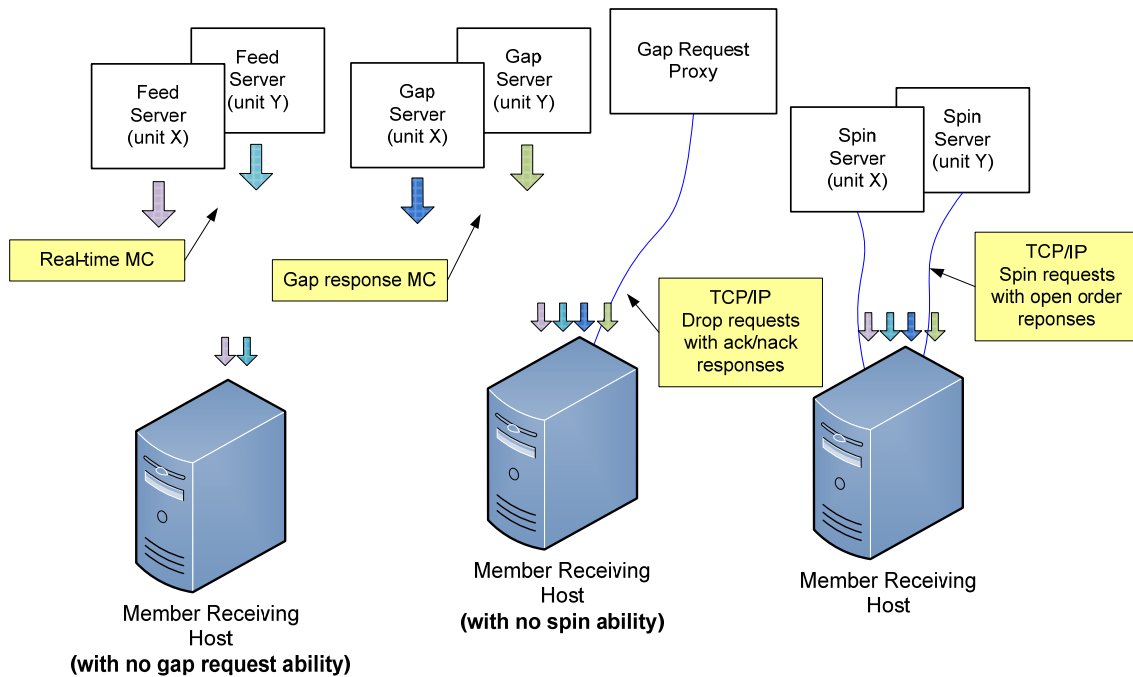 Feed
Server
(unit X)
Feed
Server
(unit Y)
Gap
Server
(unit X)
Gap
Server
(unit Y)
Gap Request
Proxy
Spin
Server
(unit X)
Spin
Server
(unit Y)
Real-time MC
Gap response MC
TCP/IP
Drop requests
with ack/nack
responses
TCP/IP
Spin requests
with open order
reponses
Member Receiving
Host
(with no gap request ability)
Member Receiving
Host
(with no spin ability)
Member Receiving
Host